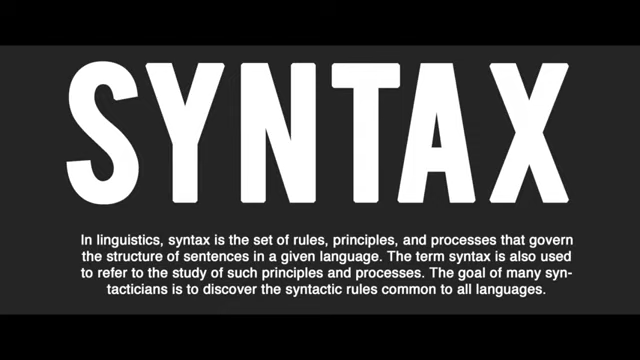 SYNTAX
In linguistics, syntax is the set of rules, principles, and processes that govern
the structure of sentences in a given language. The term syntax is also used
to refer to the study of such principles and processes. The goal of many syn-
tacticians is to discover the syntactic rules common to all languages.